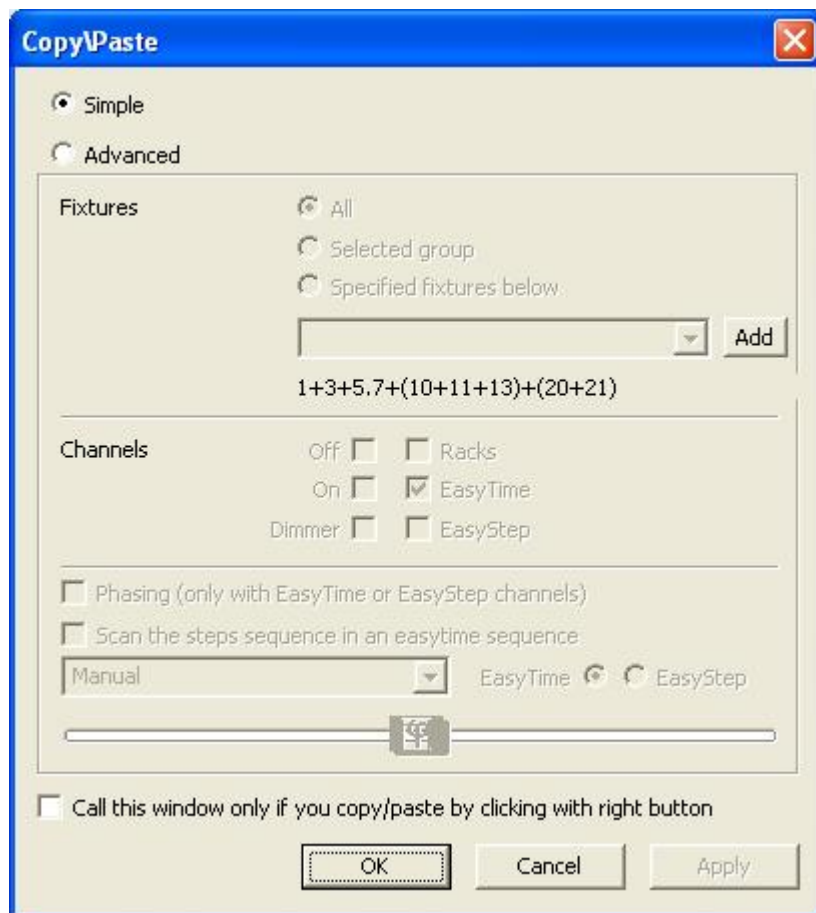 Copy\Paste
Simple
Advanced
Fixtures All
Selected group
Specified fixtures below
Add
1+3+5.7+(10+11+13)+(20+21)
Channels Off Racks
On EasyTime
Dimmer EasyStep
Phasing (only with EasyTime or EasyStep channels)
Scan the steps sequence in an easytime sequence
Manual EasyTime EasyStep
Call this window only if you copy/paste by clicking with right button
OK Cancel Apply